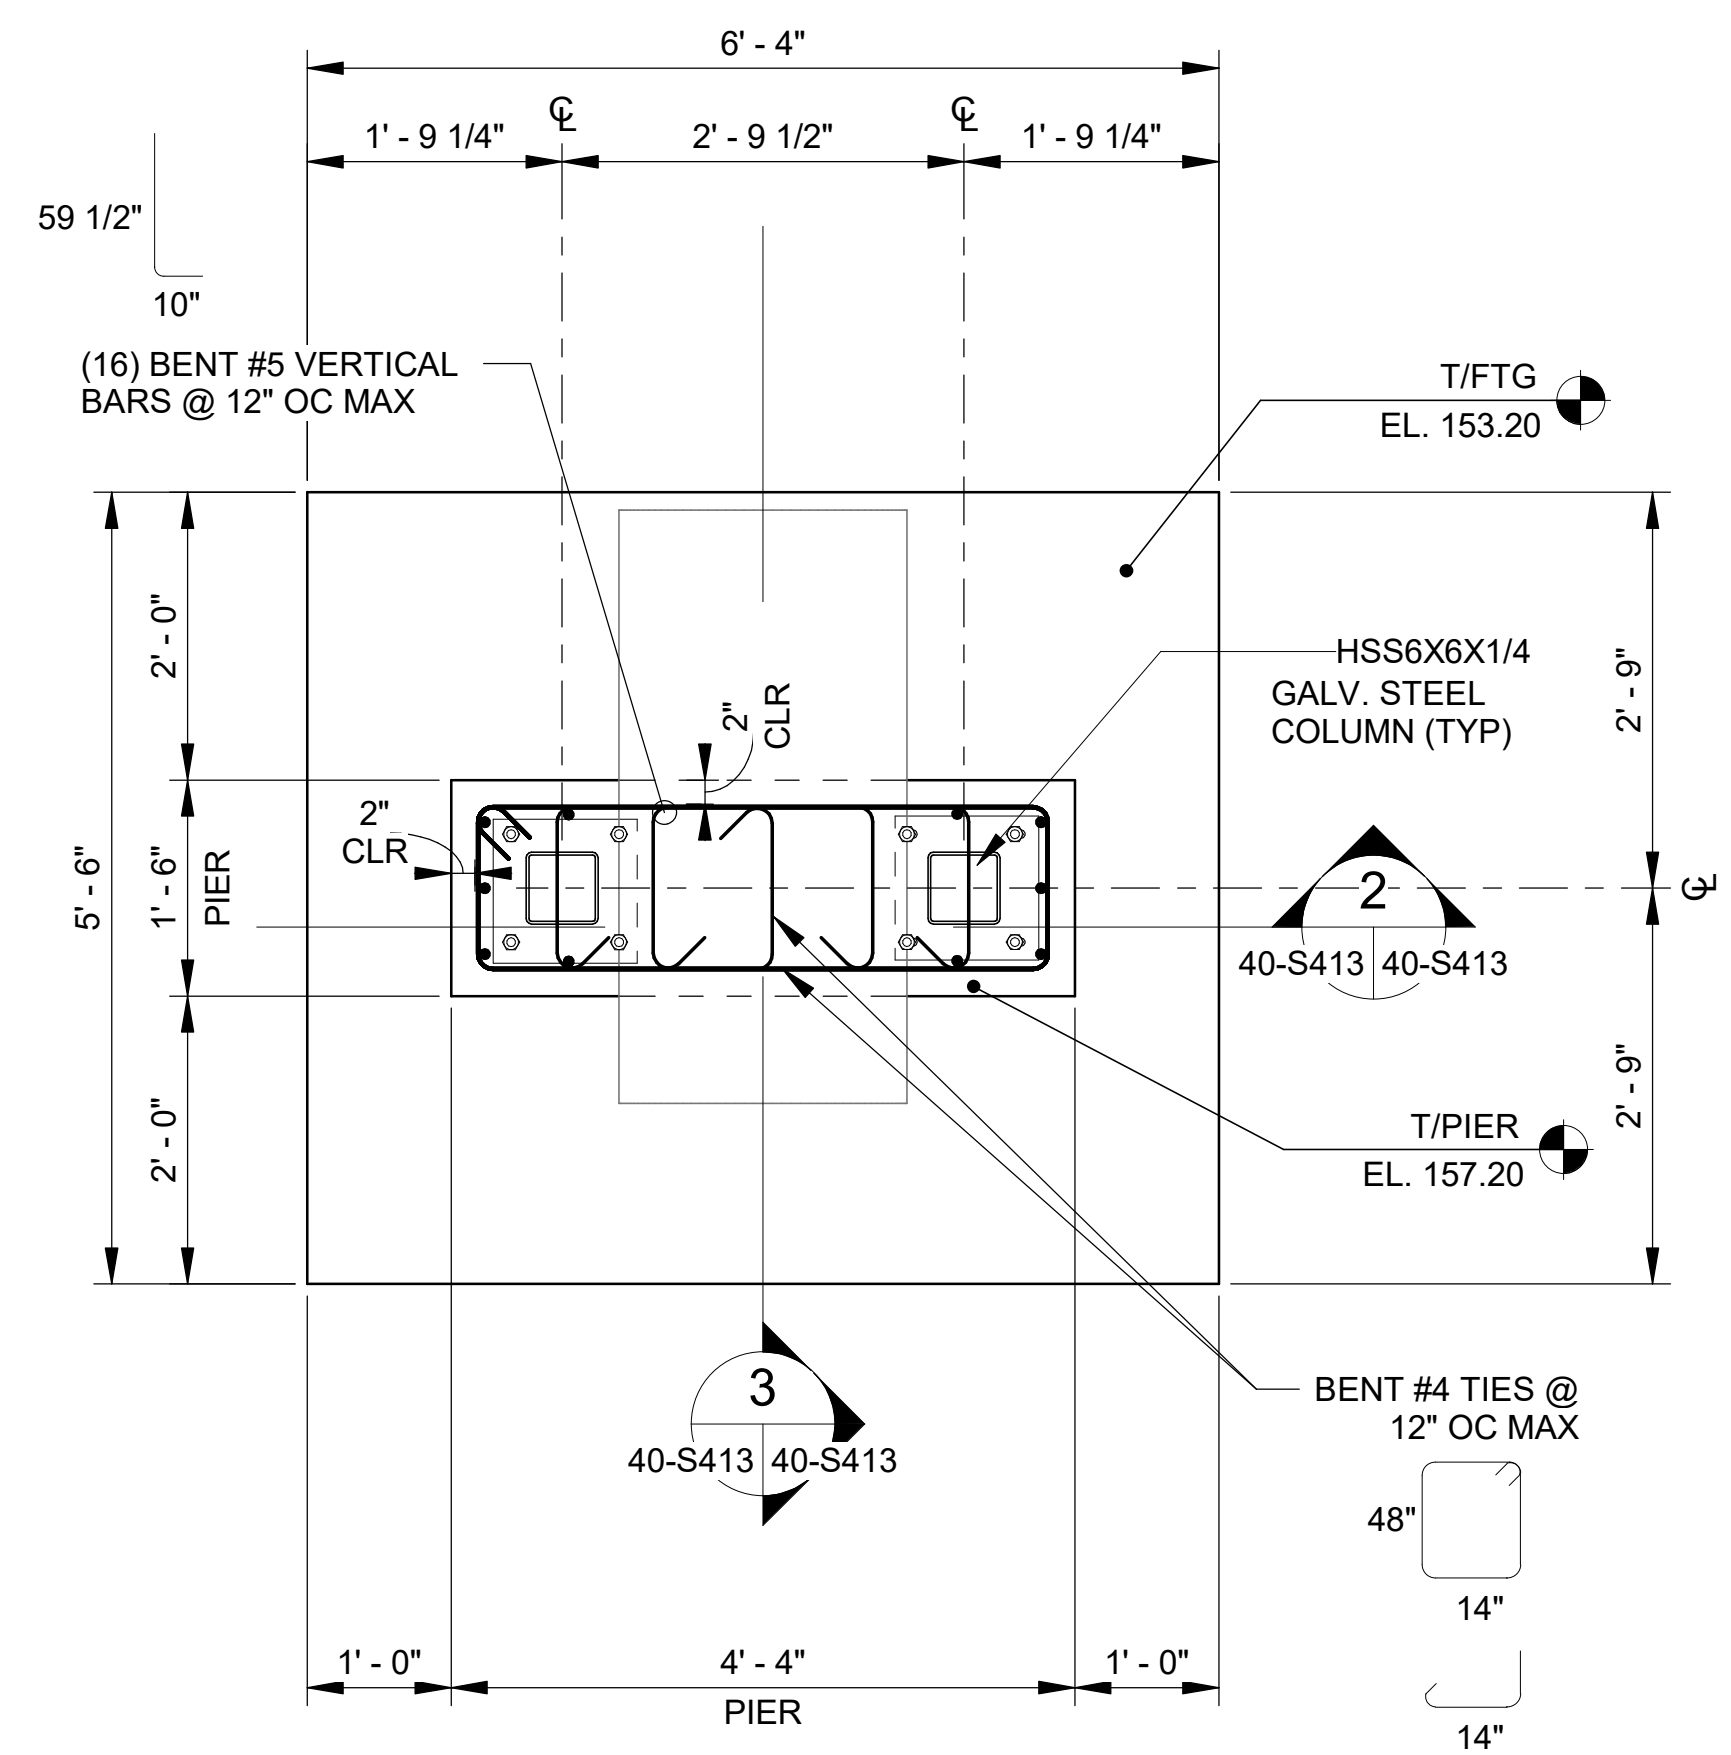 6' - 4"
℄
℄
1' - 9 1/4"
2' - 9 1/2"
1' - 9 1/4"
59 1/2"
10"
(16) BENT #5 VERTICAL
BARS @ 12" OC MAX
T/FTG
EL. 153.20
2' - 0"
2' - 9"
HSS6X6X1/4
GALV. STEEL
COLUMN (TYP)
2"
CLR
2"
CLR
5' - 6"
1' - 6"
PIER
℄
2
40-S413
40-S413
2' - 0"
2' - 9"
T/PIER
EL. 157.20
3
40-S413
40-S413
BENT #4 TIES @
12" OC MAX
48"
14"
1' - 0"
4' - 4"
PIER
1' - 0"
14"